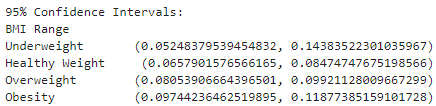 95% Confidence Intervals:
BMI Range
Underweight (0.05248379539454832, 0.14383522301035967)
Healthy Weight (0.0657901576566165, 0.08474747675198566)
Overweight (0.08053906664396501, 0.09921128009667299)
Obesity (0.09744236462519895, 0.11877385159101728)